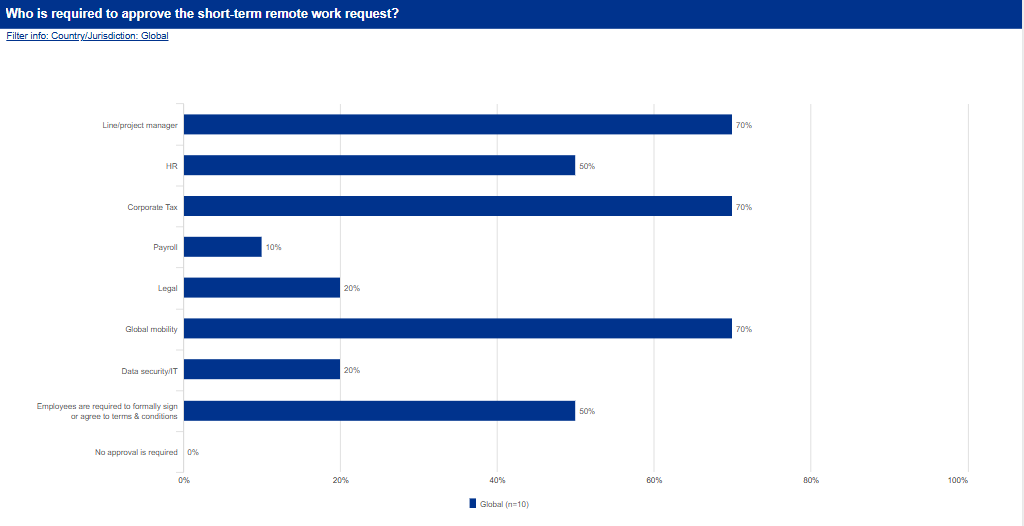 Who is required to approve the short-term remote work request?
Filter info: Country/Jurisdiction: Global
Line/project manager
70%
HR
50%
Corporate Tax
70%
Payroll
10%
Legal
20%
Global mobility
70%
Data security/IT
20%
Employees are required to formally sign
or agree to terms & conditions
50%
No approval is required
0%
0%
20%
40%
60%
80%
100%
Global (n=10)